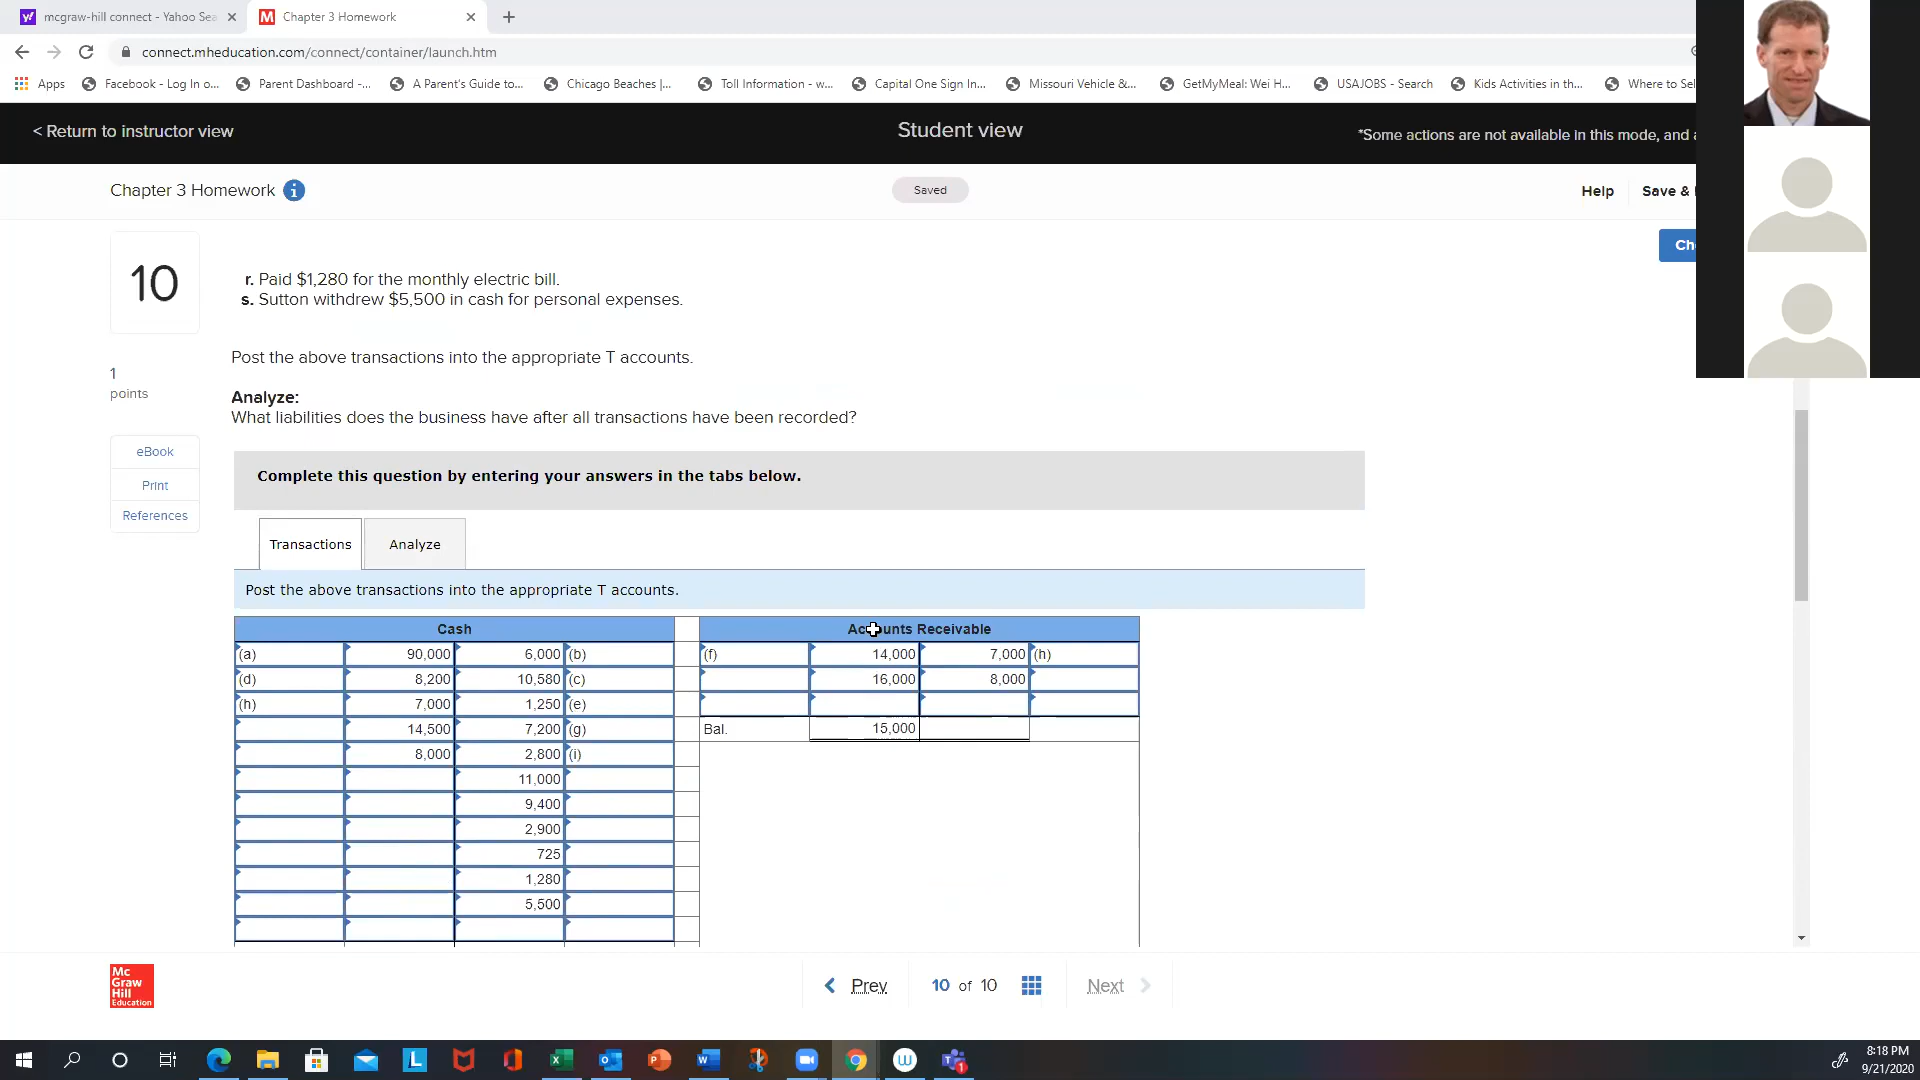 mcgraw-hill connect - Yahoo Sea
Chapter 3 Homework
connect.mheducation.com/connect/container/launch.htm
Apps
Facebook - Log In o...
Parent Dashboard -...
A Parent's Guide to...
Chicago Beaches |...
Toll Information - w...
Capital One Sign In...
Missouri Vehicle &...
GetMyMeal: Wei H...
USAJOBS - Search
Kids Activities in th...
Where to Sel
< Return to instructor view
Student view
*Some actions are not available in this mode, and a
Chapter 3 Homework
Saved
Help
Save &
10
Ch
r. Paid $1,280 for the monthly electric bill.
s. Sutton withdrew $5,500 in cash for personal expenses.
Post the above transactions into the appropriate T accounts.
1
points
Analyze:
What liabilities does the business have after all transactions have been recorded?
eBook
Print
References
Complete this question by entering your answers in the tabs below.
Transactions Analyze
Post the above transactions into the appropriate T accounts.
Cash Accounts Receivable
(a) 90,000 6,000 (b) (f) 14,000 7,000 (h)
(d) 8,200 10,580 (c) 16,000 8,000
(h) 7,000 1,250 (e)
14,500 7,200 (g) Bal. 15,000
8,000 2,800 (i)
11,000
9,400
2,900
725
1,280
5,500
Mc
Graw
Hill
Education
Prev 10 of 10 Next
8:18 PM
9/21/2020